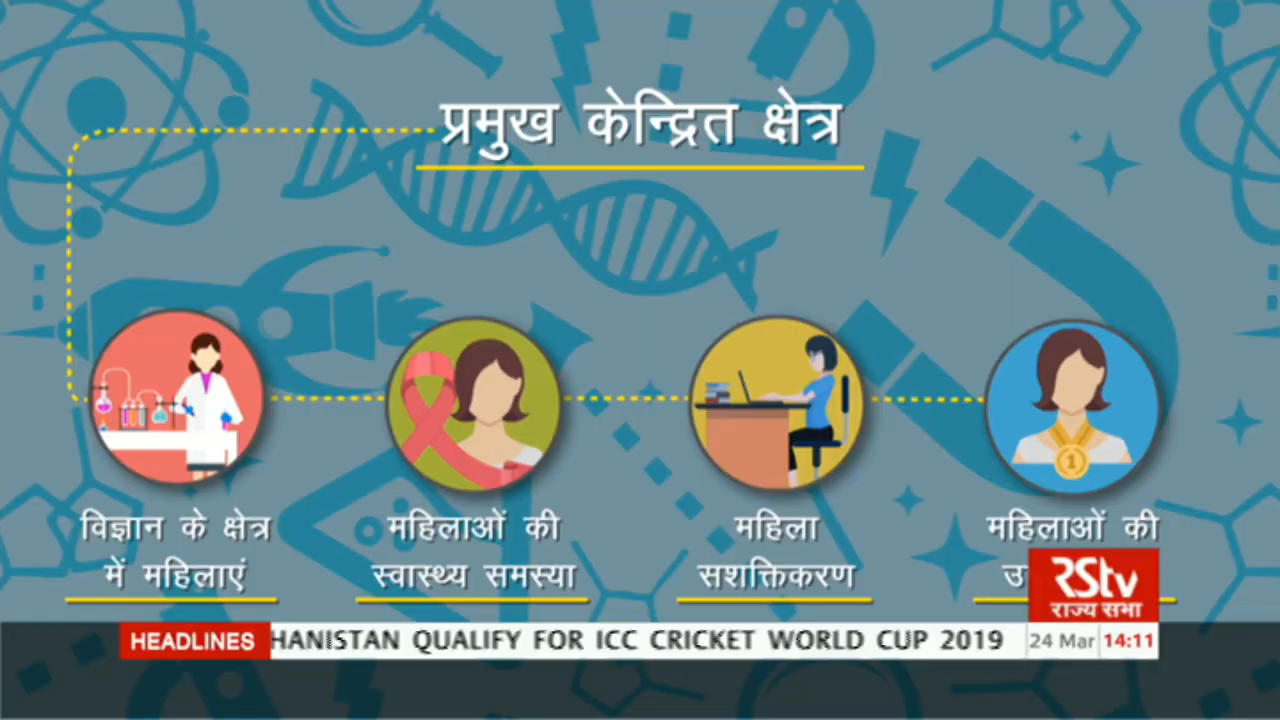 प्रमुख केन्द्रित क्षेत्र
विज्ञान के क्षेत्र
में महिलाएं
महिलाओं की
स्वास्थ्य समस्या
महिला
सशक्तिकरण
महिलाओं की
RStv
राज्य सभा
HEADLINES HANISTAN QUALIFY FOR ICC CRICKET WORLD CUP 2019 24 Mar 14:11
1